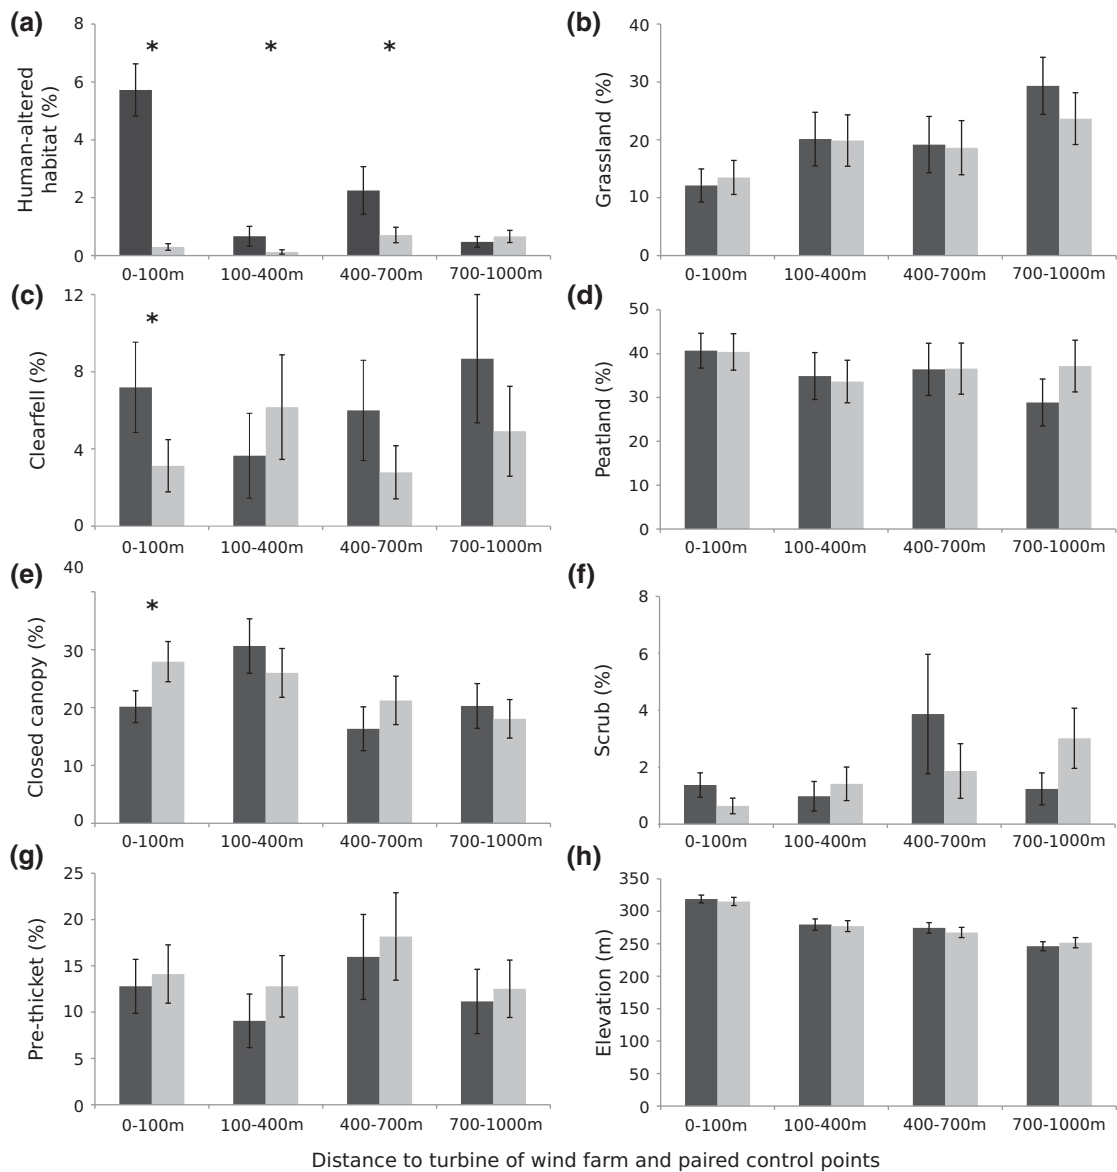 (a)
Human-altered
habitat (%)
8
6
4
2
0
*
*
*
0-100m 100-400m 400-700m 700-1000m
(b)
Grassland (%)
40
30
20
10
0
0-100m 100-400m 400-700m 700-1000m
(c)
Clearfell (%)
12
8
4
0
*
0-100m 100-400m 400-700m 700-1000m
(d)
Peatland (%)
50
40
30
20
10
0
0-100m 100-400m 400-700m 700-1000m
(e)
Closed canopy (%)
40
30
20
10
0
*
0-100m 100-400m 400-700m 700-1000m
(f)
Scrub (%)
8
6
4
2
0
0-100m 100-400m 400-700m 700-1000m
(g)
Pre-thicket (%)
25
20
15
10
5
0
0-100m 100-400m 400-700m 700-1000m
(h)
Elevation (m)
350
300
250
200
150
100
50
0
0-100m 100-400m 400-700m 700-1000m
Distance to turbine of wind farm and paired control points